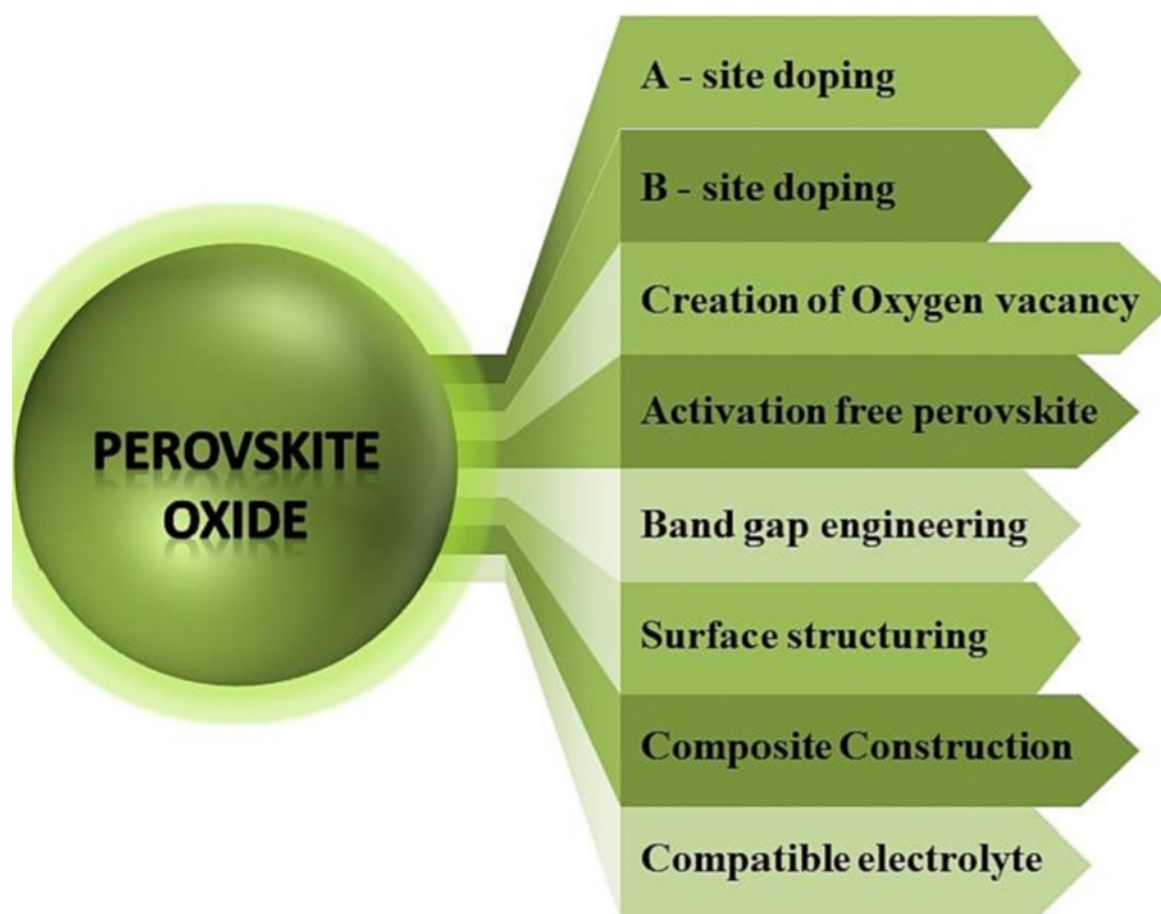 PEROVSKITE
OXIDE
A - site doping
B - site doping
Creation of Oxygen vacancy
Activation free perovskite
Band gap engineering
Surface structuring
Composite Construction
Compatible electrolyte